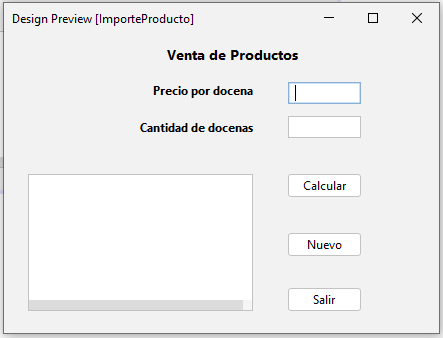 Design Preview [ImporteProducto]
Venta de Productos
Precio por docena
Cantidad de docenas
Calcular
Nuevo
Salir